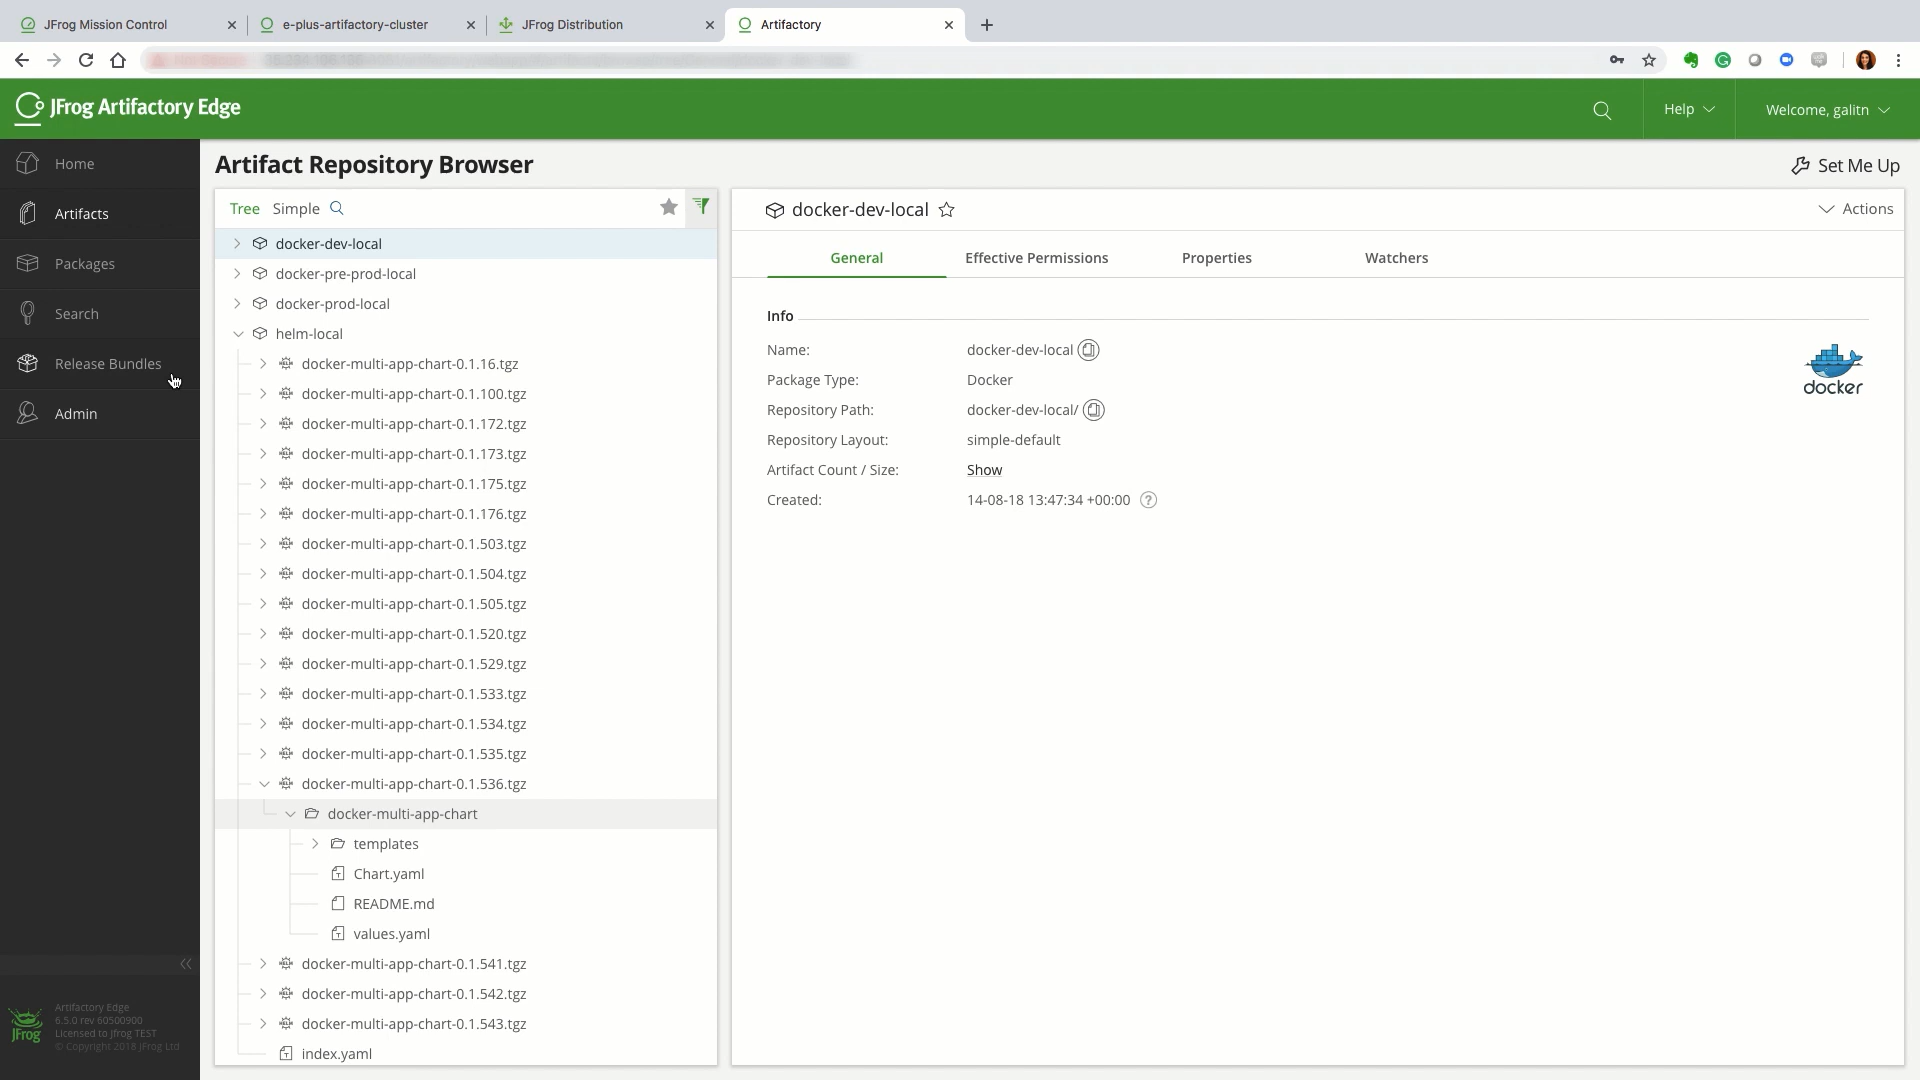 JFrog Mission Control
e-plus-artifactory-cluster
JFrog Distribution
Artifactory
JFrog Artifactory Edge
Help
Welcome, galitn
Home
Artifacts
Packages
Search
Release Bundles
Admin
Artifact Repository Browser
Set Me Up
Tree Simple
docker-dev-local
docker-pre-prod-local
docker-prod-local
helm-local
docker-multi-app-chart-0.1.16.tgz
docker-multi-app-chart-0.1.100.tgz
docker-multi-app-chart-0.1.172.tgz
docker-multi-app-chart-0.1.173.tgz
docker-multi-app-chart-0.1.175.tgz
docker-multi-app-chart-0.1.176.tgz
docker-multi-app-chart-0.1.503.tgz
docker-multi-app-chart-0.1.504.tgz
docker-multi-app-chart-0.1.505.tgz
docker-multi-app-chart-0.1.520.tgz
docker-multi-app-chart-0.1.529.tgz
docker-multi-app-chart-0.1.533.tgz
docker-multi-app-chart-0.1.534.tgz
docker-multi-app-chart-0.1.535.tgz
docker-multi-app-chart-0.1.536.tgz
docker-multi-app-chart
templates
Chart.yaml
README.md
values.yaml
docker-multi-app-chart-0.1.541.tgz
docker-multi-app-chart-0.1.542.tgz
docker-multi-app-chart-0.1.543.tgz
index.yaml
docker-dev-local
Actions
General Effective Permissions Properties Watchers
Info
Name: docker-dev-local
Package Type: Docker
Repository Path: docker-dev-local/
Repository Layout: simple-default
Artifact Count / Size: Show
Created: 14-08-18 13:47:34 +00:00
docker
JFrog
Artifactory Edge
6.5.0 rev 60500900
Licensed to Jfrog TEST
© Copyright 2018 JFrog Ltd